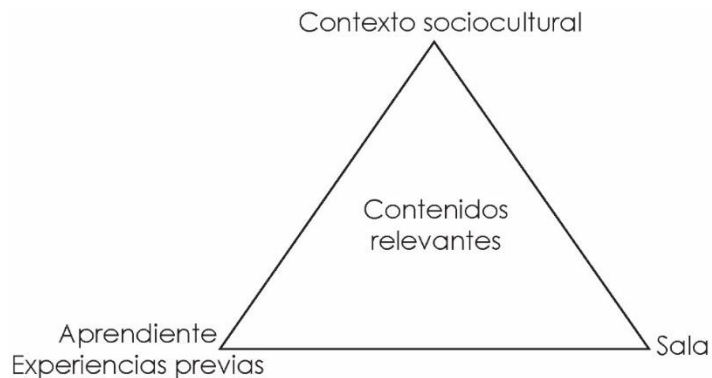 Contexto sociocultural
Contenidos
relevantes
Aprendiente
Experiencias previas
Sala